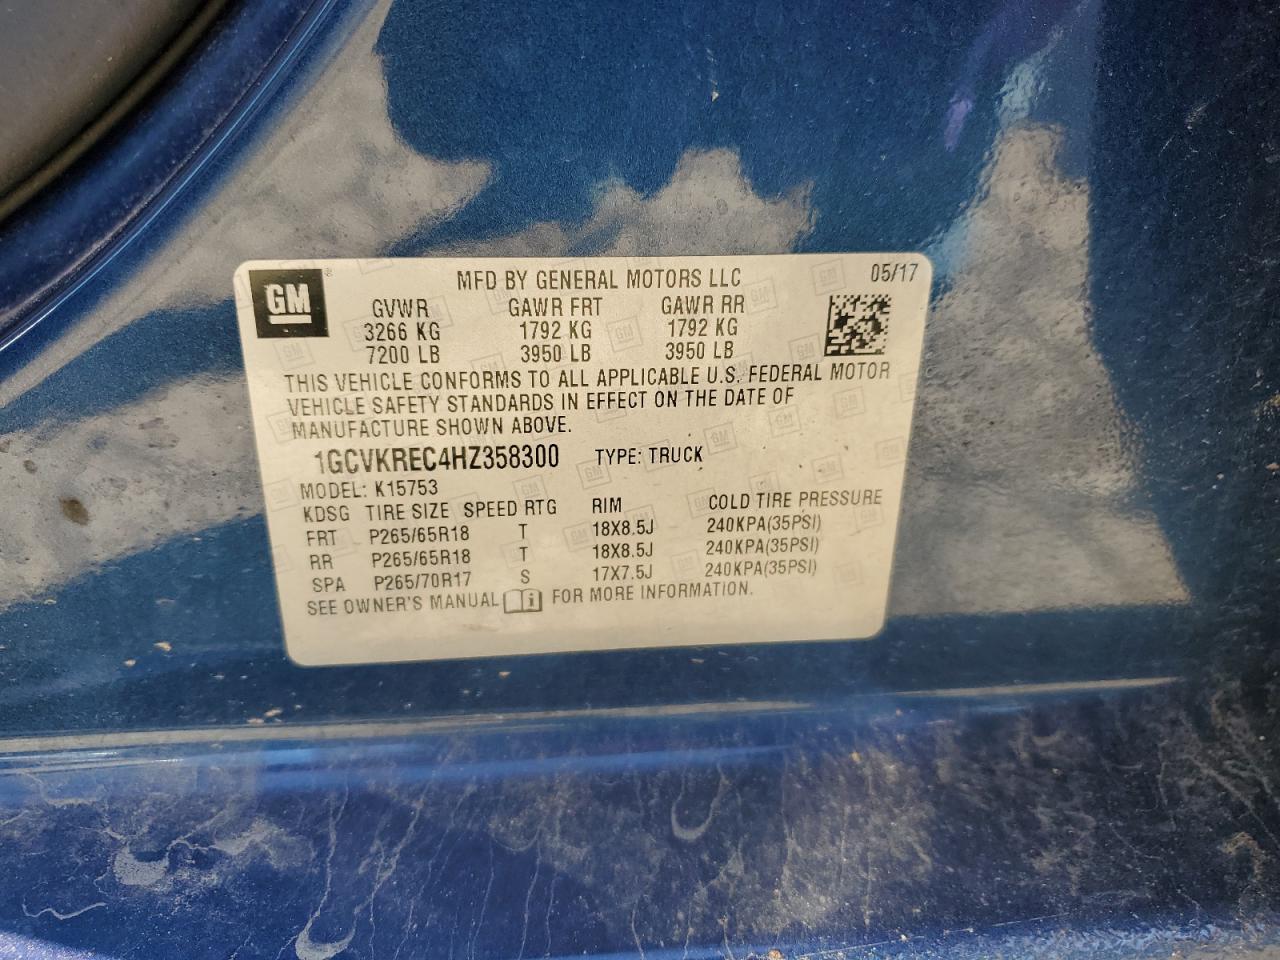 GM ® MFD BY GENERAL MOTORS LLC 05/17
GVWR GAWR FRT GAWR RR
3266 KG 1792 KG 1792 KG
7200 LB 3950 LB 3950 LB
THIS VEHICLE CONFORMS TO ALL APPLICABLE U.S. FEDERAL MOTOR
VEHICLE SAFETY STANDARDS IN EFFECT ON THE DATE OF
MANUFACTURE SHOWN ABOVE.
1GCVKREC4HZ358300 TYPE: TRUCK
MODEL: K15753
KDSG TIRE SIZE SPEED RTG RIM COLD TIRE PRESSURE
FRT P265/65R18 T 18X8.5J 240KPA(35PSI)
RR P265/65R18 T 18X8.5J 240KPA(35PSI)
SPA P265/70R17 S 17X7.5J 240KPA(35PSI)
SEE OWNER'S MANUAL i FOR MORE INFORMATION.